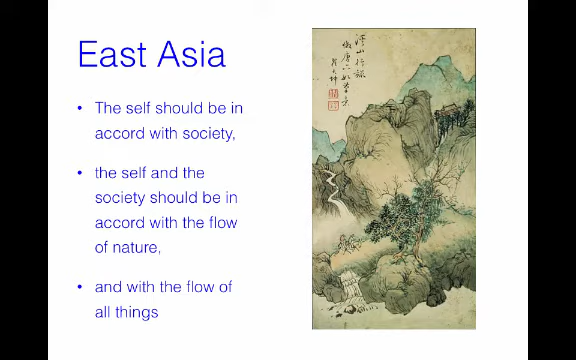 East Asia
• The self should be in
accord with society,
• the self and the
society should be in
accord with the flow
of nature,
• and with the flow of
all things